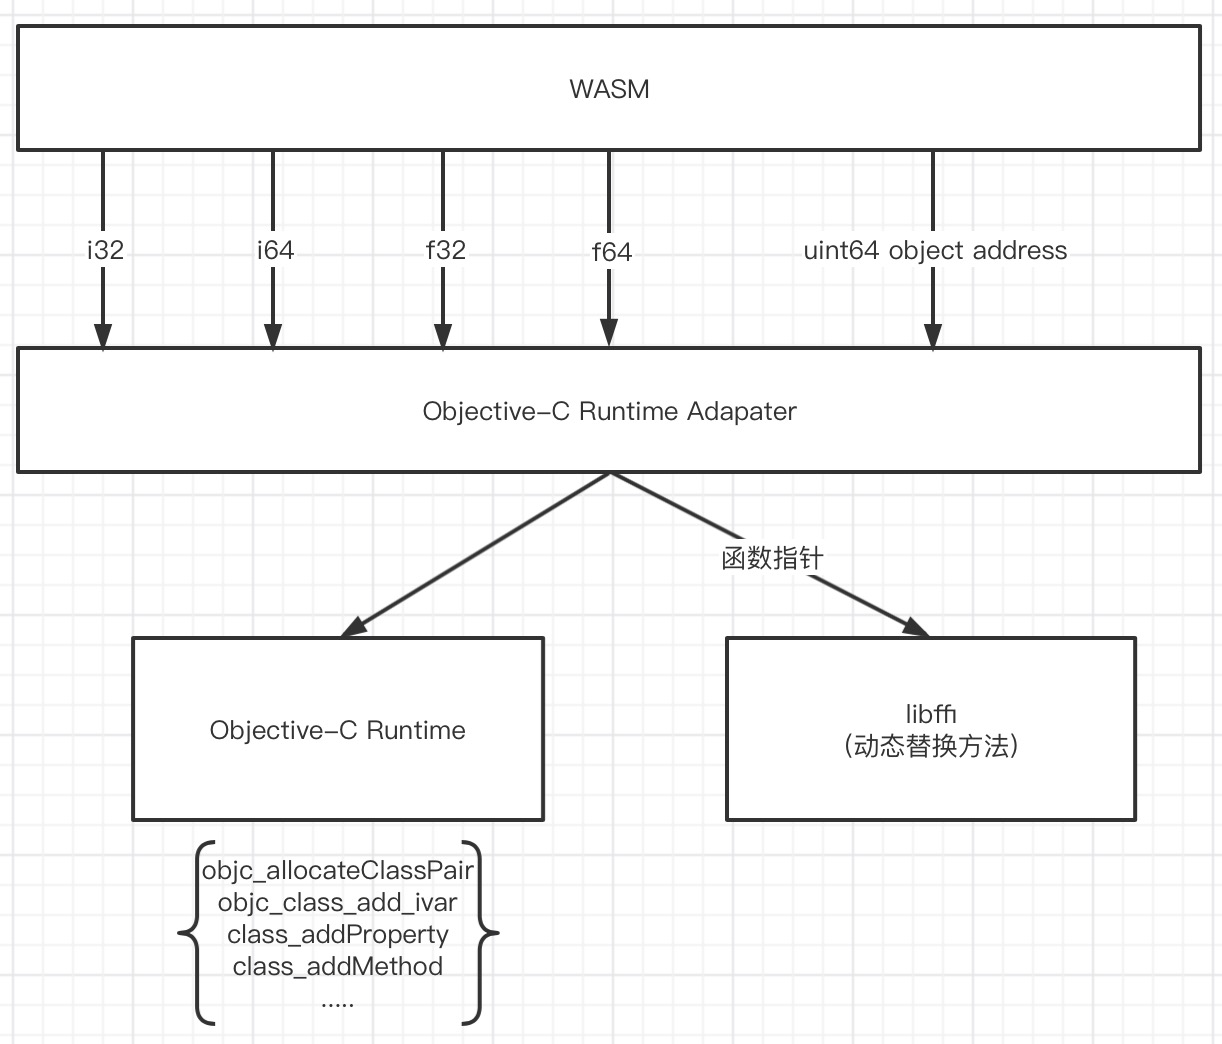 WASM
i32
i64
f32
f64
uint64 object address
Objective-C Runtime Adapater
函数指针
Objective-C Runtime
libffi
（动态替换方法）
objc_allocateClassPair
objc_class_add_ivar
class_addProperty
class_addMethod
.....